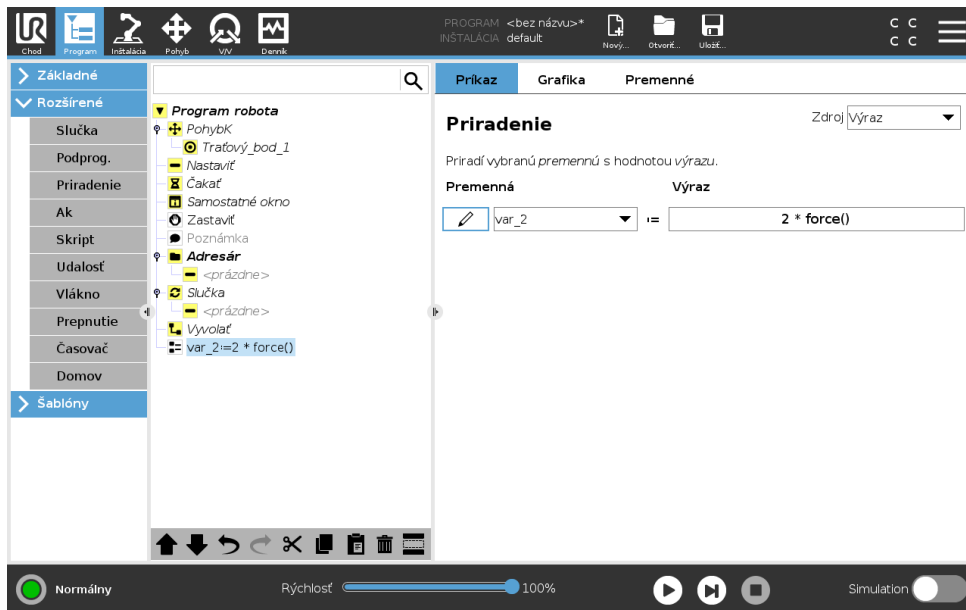 UR
Chod
Program
Inštalácia
Pohyb
V/V
Denník
PROGRAM <bez názvu>*
INŠTALÁCIA default
Nový...
Otvoriť...
Uložiť...
C C
C C
Základné
Rozšírené
Slučka
Podprog.
Priradenie
Ak
Skript
Udalosť
Vlákno
Prepnutie
Časovač
Domov
Šablóny
Program robota
PohybK
Traťový_bod_1
Nastaviť
Čakať
Samostatné okno
Zastaviť
Poznámka
Adresár
<prázdne>
Slučka
<prázdne>
Vyvolať
var_2:=2 * force()
Príkaz Grafika Premenné
Priradenie
Zdroj Výraz
Priradí vybranú premennú s hodnotou výrazu.
Premenná Výraz
var_2 := 2 * force()
Normálny
Rýchlosť 100%
Simulation